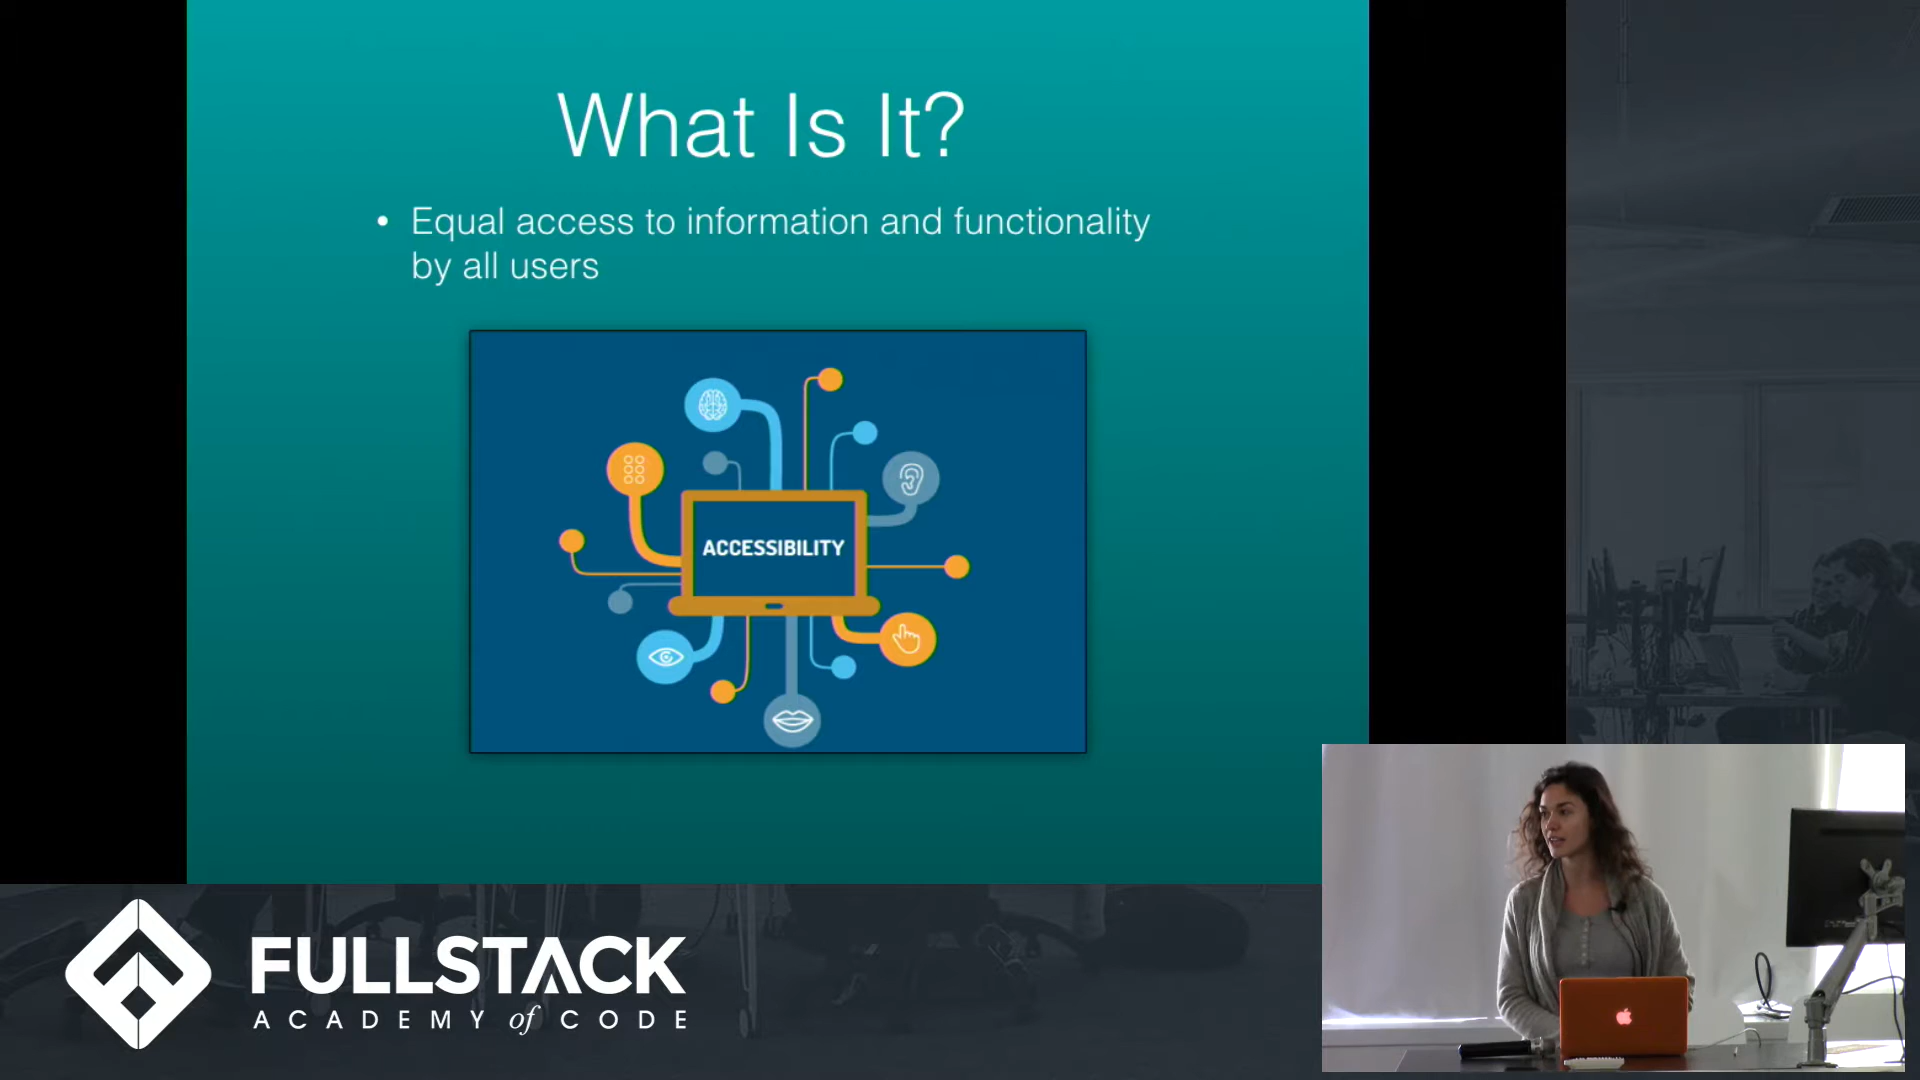 What Is It?
• Equal access to information and functionality
by all users
ACCESSIBILITY
FULLSTACK
ACADEMY of CODE